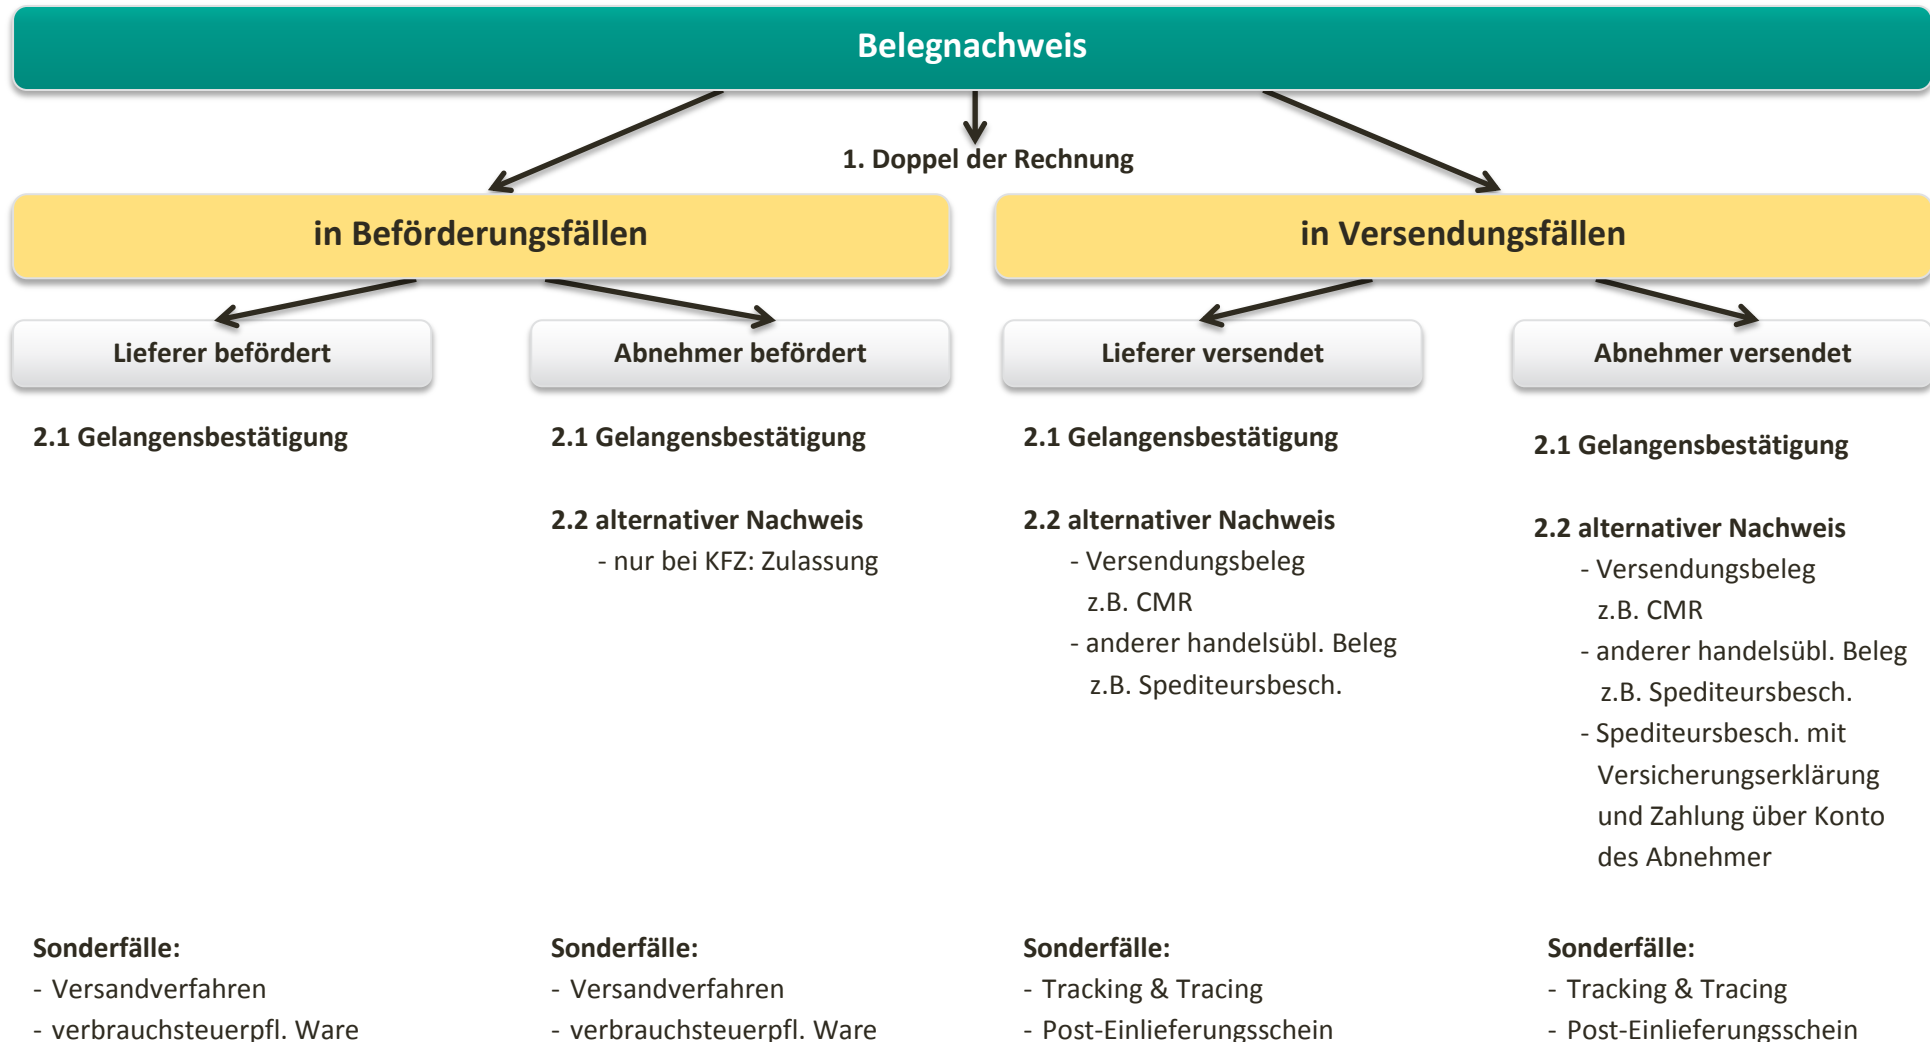 Belegnachweis
1. Doppel der Rechnung
in Beförderungsfällen
in Versendungsfällen
Lieferer befördert
Abnehmer befördert
Lieferer versendet
Abnehmer versendet
2.1 Gelangensbestätigung
2.1 Gelangensbestätigung
2.2 alternativer Nachweis
- nur bei KFZ: Zulassung
2.1 Gelangensbestätigung
2.2 alternativer Nachweis
- Versendungsbeleg
z.B. CMR
- anderer handelsübl. Beleg
z.B. Spediteursbesch.
2.1 Gelangensbestätigung
2.2 alternativer Nachweis
- Versendungsbeleg
z.B. CMR
- anderer handelsübl. Beleg
z.B. Spediteursbesch.
- Spediteursbesch. mit
Versicherungserklärung
und Zahlung über Konto
des Abnehmer
Sonderfälle:
- Versandverfahren
- verbrauchsteuerpfl. Ware
Sonderfälle:
- Versandverfahren
- verbrauchsteuerpfl. Ware
Sonderfälle:
- Tracking & Tracing
- Post-Einlieferungsschein
Sonderfälle:
- Tracking & Tracing
- Post-Einlieferungsschein